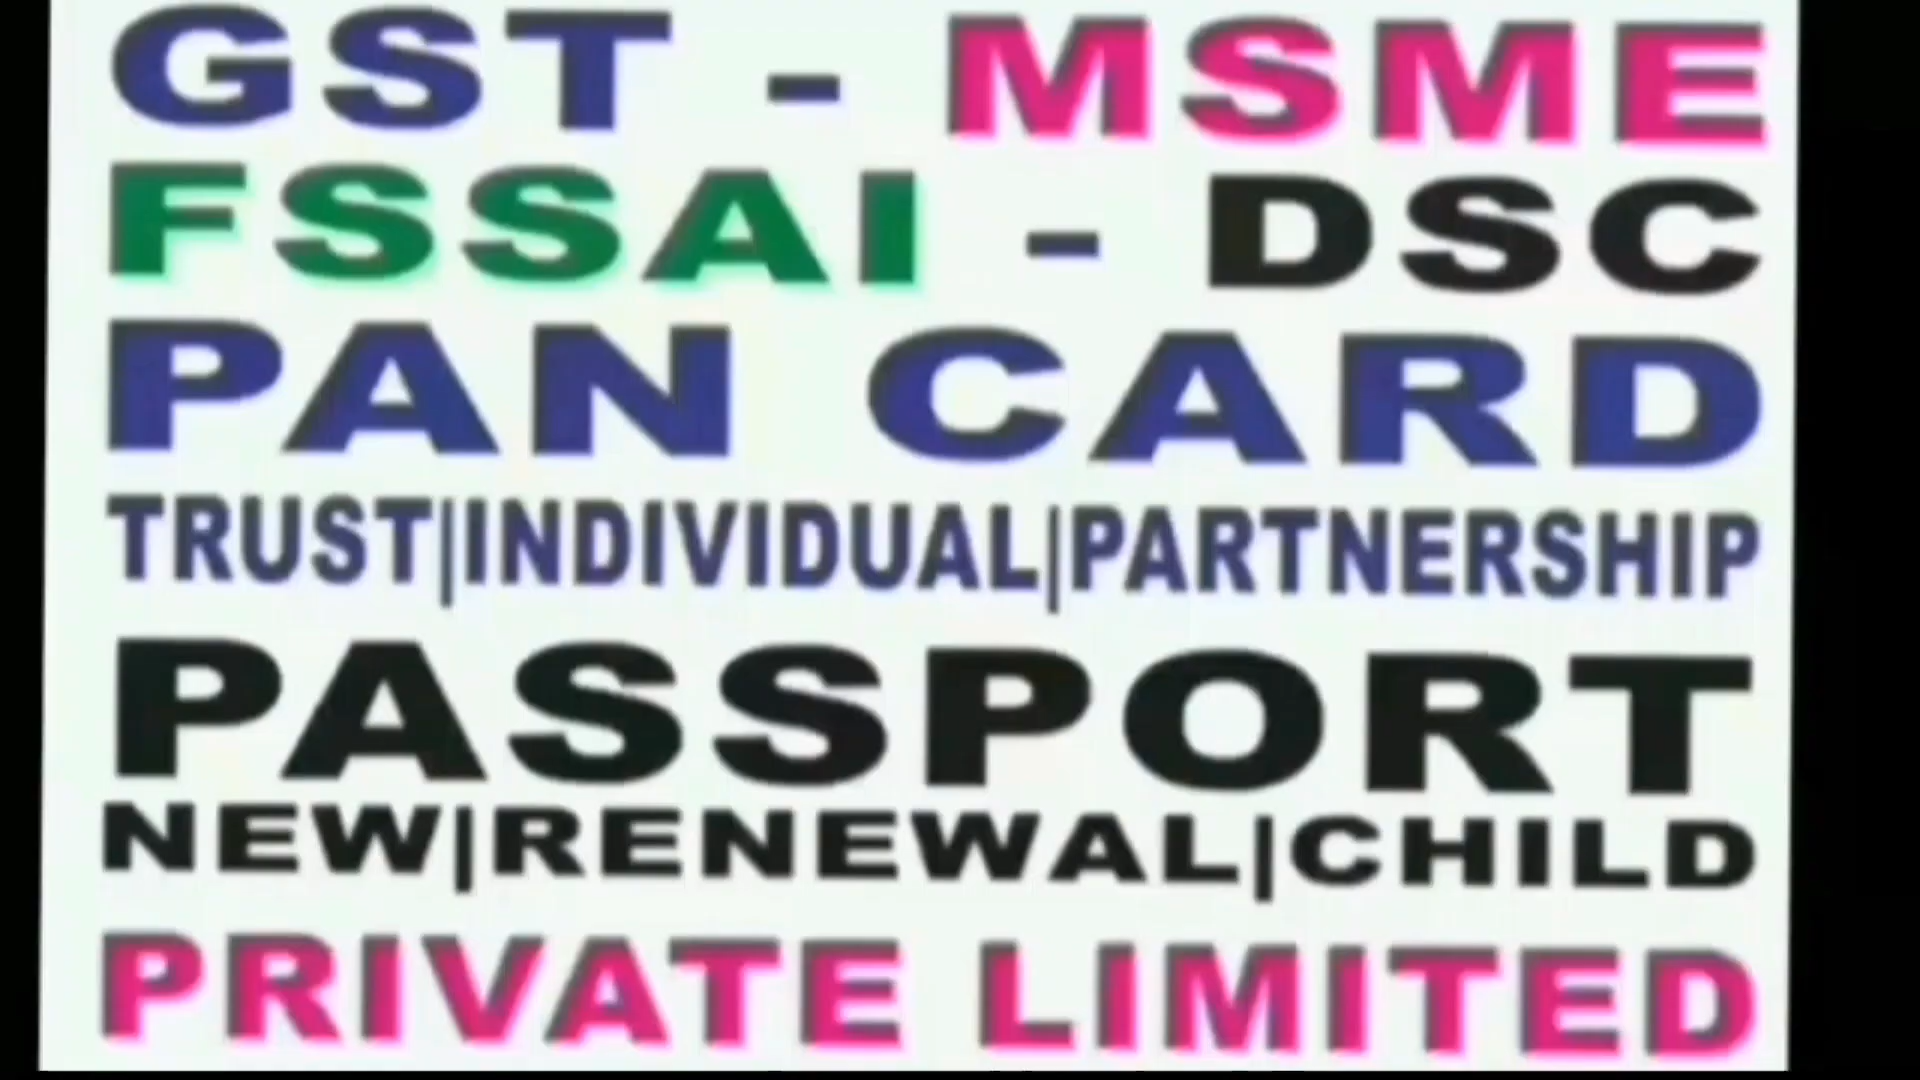 GST - MSME
FSSAI - DSC
PAN CARD
TRUST|INDIVIDUAL|PARTNERSHIP
PASSPORT
NEW|RENEWAL|CHILD
PRIVATE LIMITED